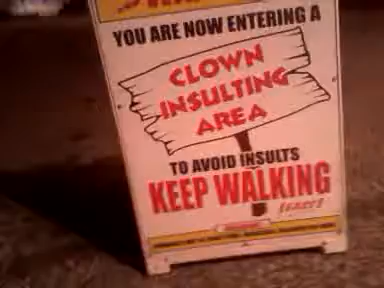 YOU ARE NOW ENTERING A
CLOWN
INSULTING
AREA
TO AVOID INSULTS
KEEP WALKING